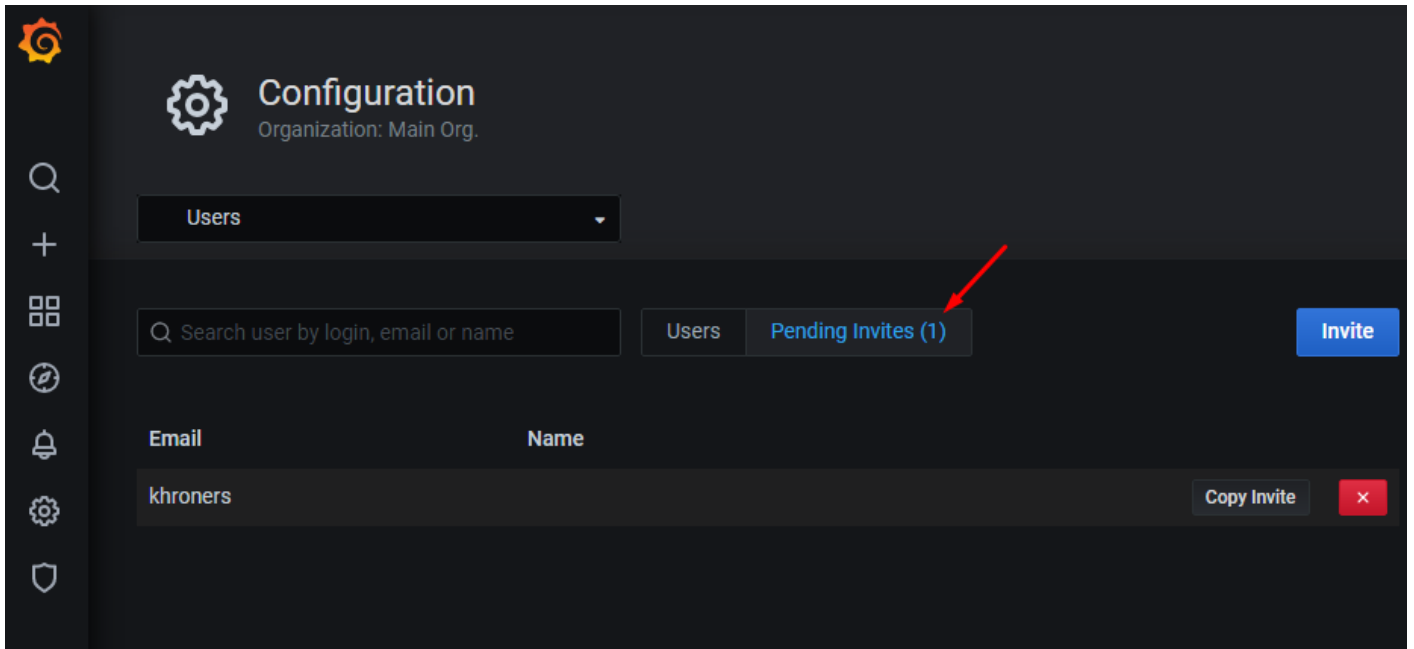 Configuration
Organization: Main Org.
Users
Search user by login, email or name
Users
Pending Invites (1)
Invite
Email
Name
khroners
Copy Invite
×